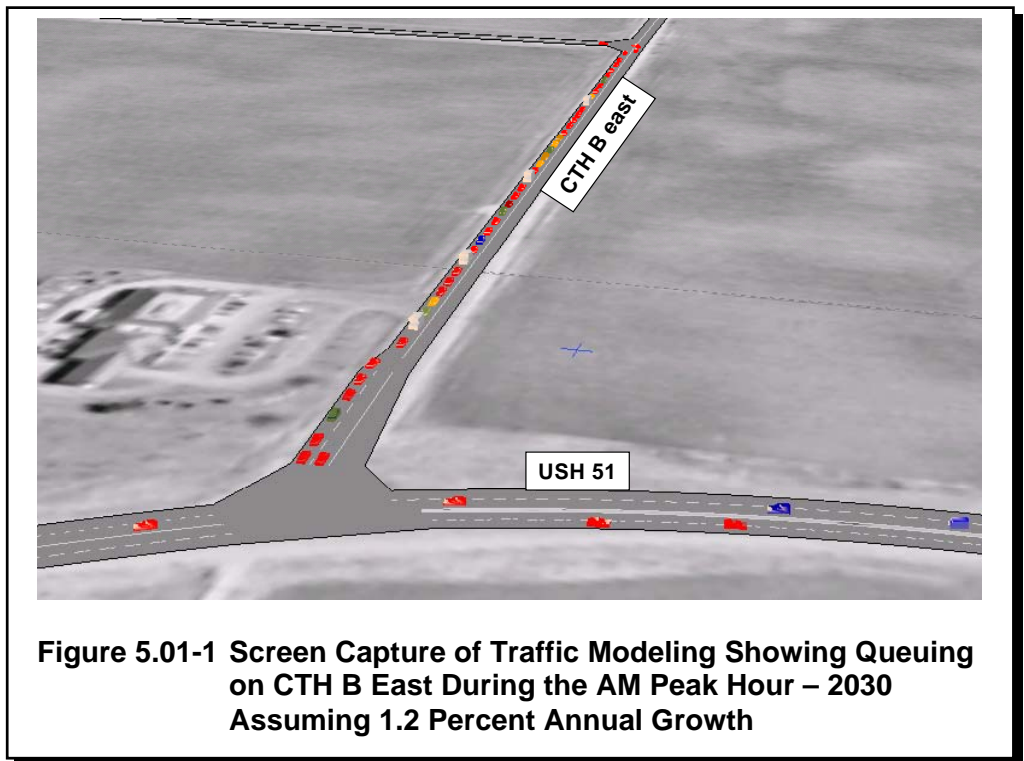 CTH B east
USH 51
Figure 5.01-1 Screen Capture of Traffic Modeling Showing Queuing
on CTH B East During the AM Peak Hour – 2030
Assuming 1.2 Percent Annual Growth